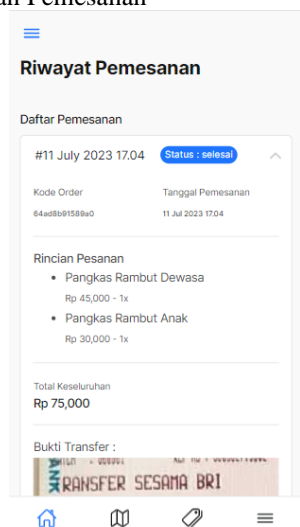 Riwayat Pemesanan
Daftar Pemesanan
#11 July 2023 17.04 Status : selesai
Kode Order Tanggal Pemesanan
64ad8b91589a0 11 Jul 2023 17.04
Rincian Pesanan
• Pangkas Rambut Dewasa
Rp 45,000 - 1x
• Pangkas Rambut Anak
Rp 30,000 - 1x
Total Keseluruhan
Rp 75,000
Bukti Transfer :
RANSFER SESAMA BRI